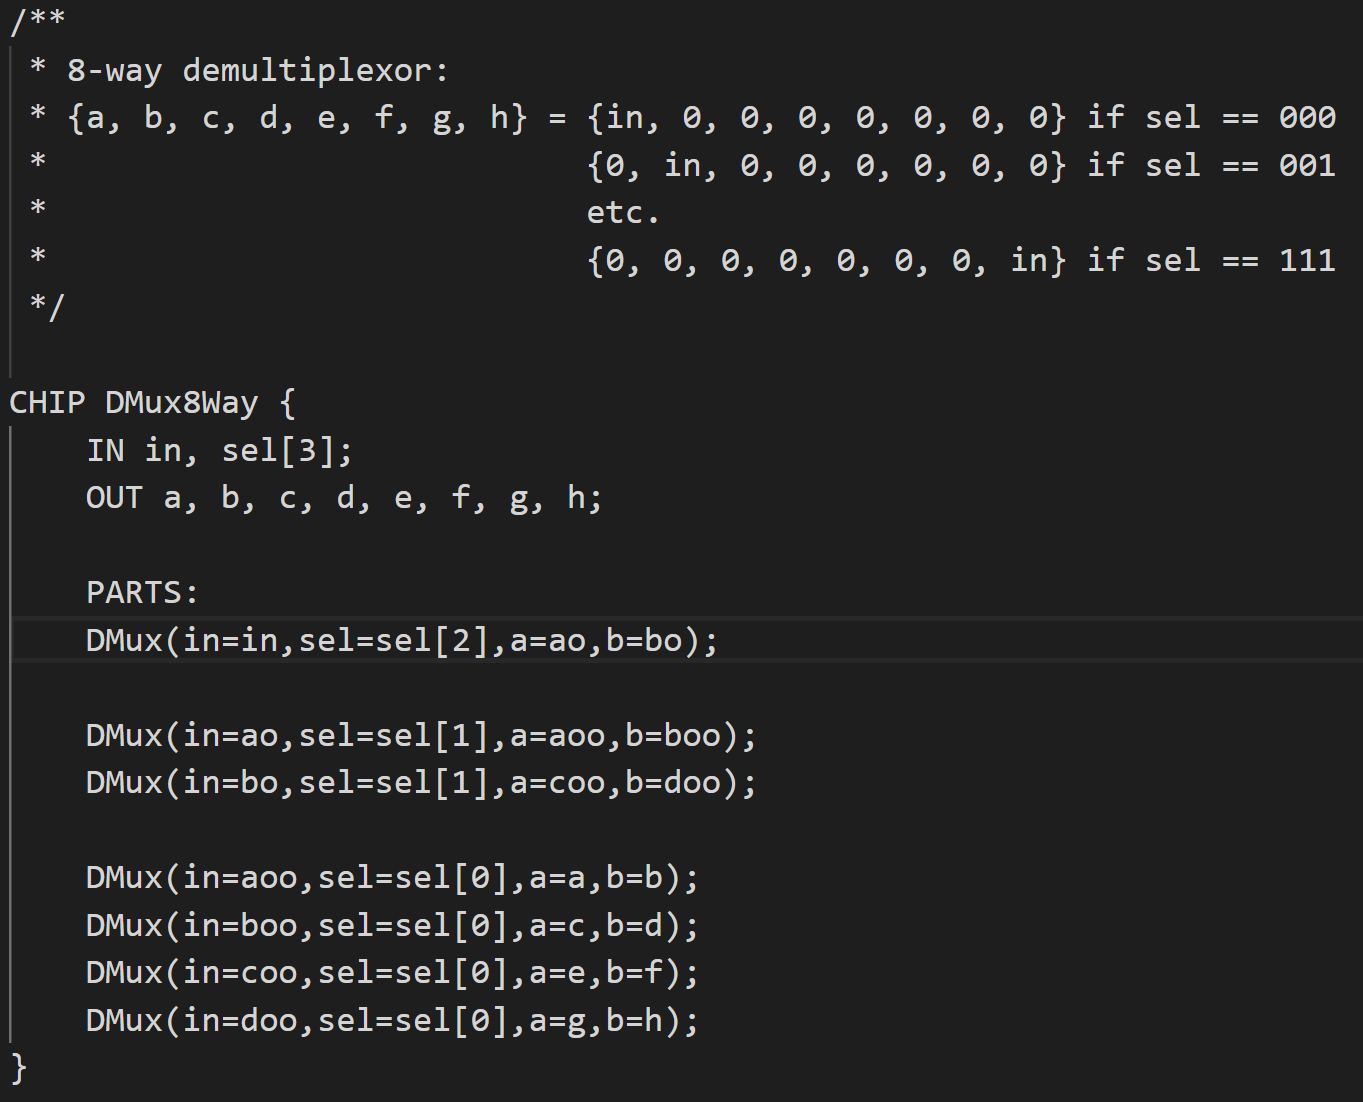 /**
 * 8-way demultiplexor:
 * {a, b, c, d, e, f, g, h} = {in, 0, 0, 0, 0, 0, 0, 0} if sel == 000
 *                            {0, in, 0, 0, 0, 0, 0, 0} if sel == 001
 *                            etc.
 *                            {0, 0, 0, 0, 0, 0, 0, in} if sel == 111
 */

CHIP DMux8Way {
    IN in, sel[3];
    OUT a, b, c, d, e, f, g, h;

    PARTS:
    DMux(in=in,sel=sel[2],a=ao,b=bo);

    DMux(in=ao,sel=sel[1],a=aoo,b=boo);
    DMux(in=bo,sel=sel[1],a=coo,b=doo);

    DMux(in=aoo,sel=sel[0],a=a,b=b);
    DMux(in=boo,sel=sel[0],a=c,b=d);
    DMux(in=coo,sel=sel[0],a=e,b=f);
    DMux(in=doo,sel=sel[0],a=g,b=h);
}